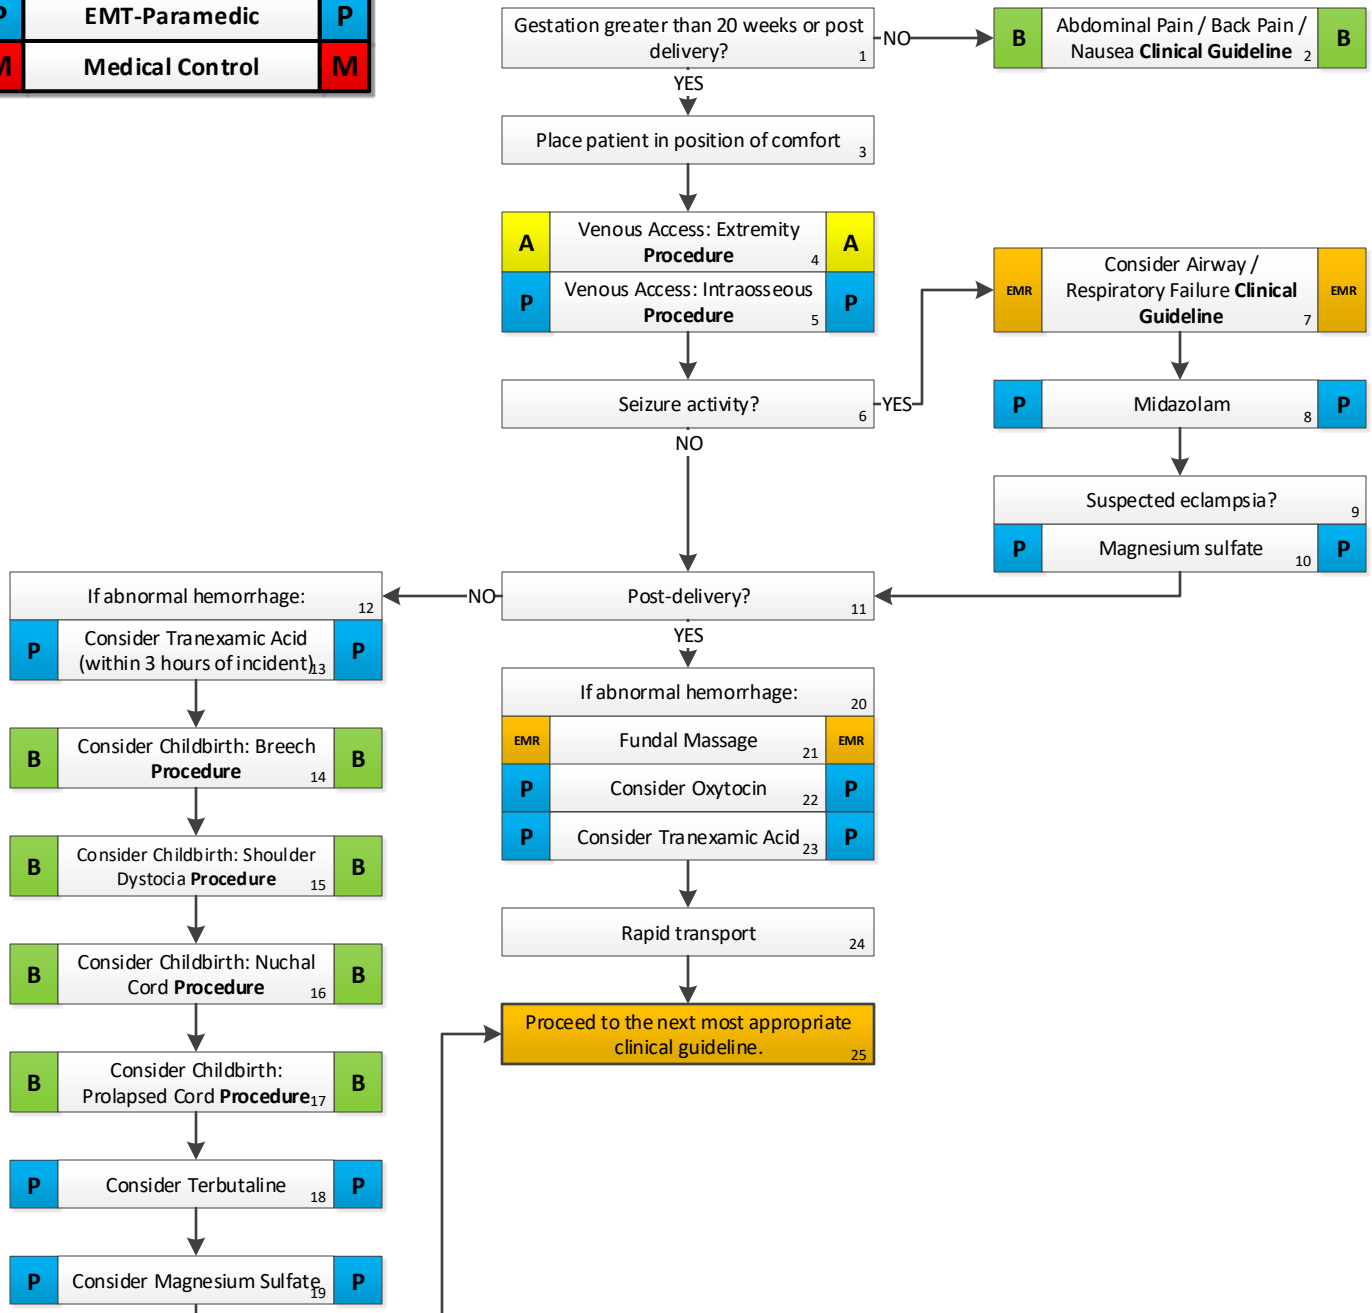 P EMT-Paramedic P
M Medical Control M
Gestation greater than 20 weeks or post
delivery? 1
NO
B Abdominal Pain / Back Pain /
Nausea Clinical Guideline 2 B
YES
Place patient in position of comfort 3
A Venous Access: Extremity
Procedure 4 A
P Venous Access: Intraosseous
Procedure 5 P
Seizure activity? 6
YES
EMR Consider Airway /
Respiratory Failure Clinical
Guideline 7 EMR
P Midazolam 8 P
Suspected eclampsia? 9
P Magnesium sulfate 10 P
NO
Post-delivery? 11
NO
If abnormal hemorrhage: 12
P Consider Tranexamic Acid
(within 3 hours of incident) 13 P
B Consider Childbirth: Breech
Procedure 14 B
B Consider Childbirth: Shoulder
Dystocia Procedure 15 B
B Consider Childbirth: Nuchal
Cord Procedure 16 B
B Consider Childbirth:
Prolapsed Cord Procedure 17 B
P Consider Terbutaline 18 P
P Consider Magnesium Sulfate 19 P
YES
If abnormal hemorrhage: 20
EMR Fundal Massage 21 EMR
P Consider Oxytocin 22 P
P Consider Tranexamic Acid 23 P
Rapid transport 24
Proceed to the next most appropriate
clinical guideline. 25